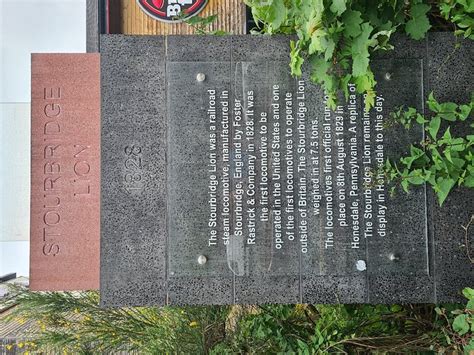 STOURBRIDGE
LION
1828
The Stourbridge Lion was a railroad
steam locomotive, manufactured in
Stourbridge, England by Foster
Rastrick & Company in 1828. It was
the first locomotive to be
operated in the United States and one
of the first locomotives to operate
outside of Britain. The Stourbridge Lion
weighed in at 7.5 tons.
The locomotives first official run
place on 8th August 1829 in
Honesdale, Pennsylvania. A replica of
The Stourbridge Lion remains
display in Honesdale to this day.